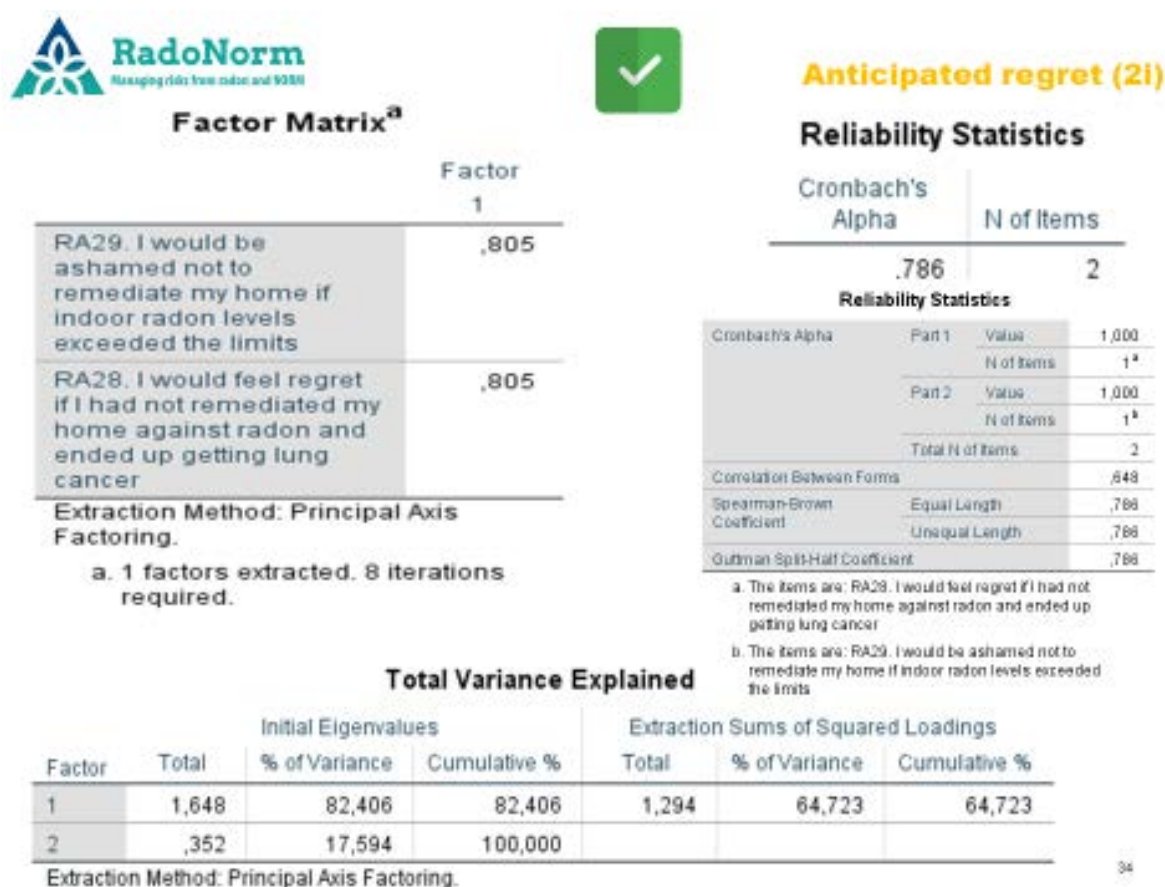 RadoNorm
Managing risks from radon and NORM
Anticipated regret (2i)
Factor Matrixᵃ
Factor
1
RA29. I would be ,805
ashamed not to
remediate my home if
indoor radon levels
exceeded the limits
RA28. I would feel regret ,805
if I had not remediated my
home against radon and
ended up getting lung
cancer
Extraction Method: Principal Axis
Factoring.
a. 1 factors extracted. 8 iterations
required.
Reliability Statistics
Cronbach's
Alpha N of Items
.786 2
Reliability Statistics
Cronbach's Alpha Part 1 Value 1,000
N of Items 1ᵃ
Part 2 Value 1,000
N of Items 1ᵇ
Total N of Items 2
Correlation Between Forms ,648
Spearman-Brown Equal Length ,786
Coefficient
Unequal Length ,786
Guttman Split-Half Coefficient ,786
a. The items are: RA28. I would feel regret if I had not
remediated my home against radon and ended up
getting lung cancer
b. The items are: RA29. I would be ashamed not to
remediate my home if indoor radon levels exceeded
the limits
Total Variance Explained
Initial Eigenvalues Extraction Sums of Squared Loadings
Factor Total % of Variance Cumulative % Total % of Variance Cumulative %
1 1,648 82,406 82,406 1,294 64,723 64,723
2 ,352 17,594 100,000
Extraction Method: Principal Axis Factoring.
34